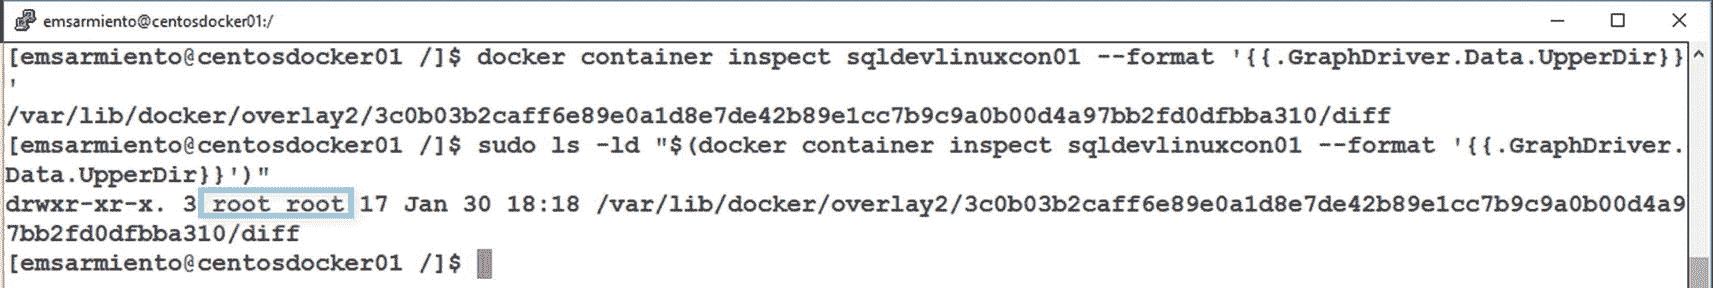 emsarmiento@centosdocker01:/
[emsarmiento@centosdocker01 /]$ docker container inspect sqldevlinuxcon01 --format '{{.GraphDriver.Data.UpperDir}}
'
/var/lib/docker/overlay2/3c0b03b2caff6e89e0a1d8e7de42b89e1cc7b9c9a0b00d4a97bb2fd0dfbba310/diff
[emsarmiento@centosdocker01 /]$ sudo ls -ld "$(docker container inspect sqldevlinuxcon01 --format '{{.GraphDriver.
Data.UpperDir}}')"
drwxr-xr-x. 3 root root 17 Jan 30 18:18 /var/lib/docker/overlay2/3c0b03b2caff6e89e0a1d8e7de42b89e1cc7b9c9a0b00d4a9
7bb2fd0dfbba310/diff
[emsarmiento@centosdocker01 /]$